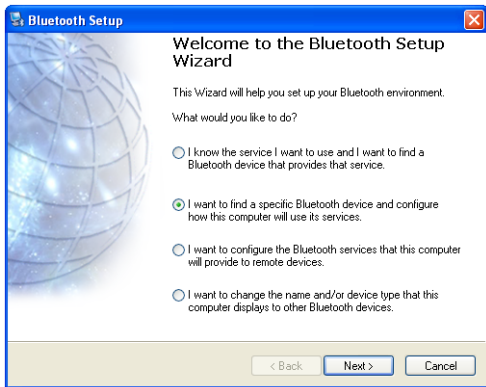 Bluetooth Setup
Welcome to the Bluetooth Setup
Wizard
This Wizard will help you set up your Bluetooth environment.
What would you like to do?
I know the service I want to use and I want to find a
Bluetooth device that provides that service.
I want to find a specific Bluetooth device and configure
how this computer will use its services.
I want to configure the Bluetooth services that this computer
will provide to remote devices.
I want to change the name and/or device type that this
computer displays to other Bluetooth devices.
< Back Next > Cancel